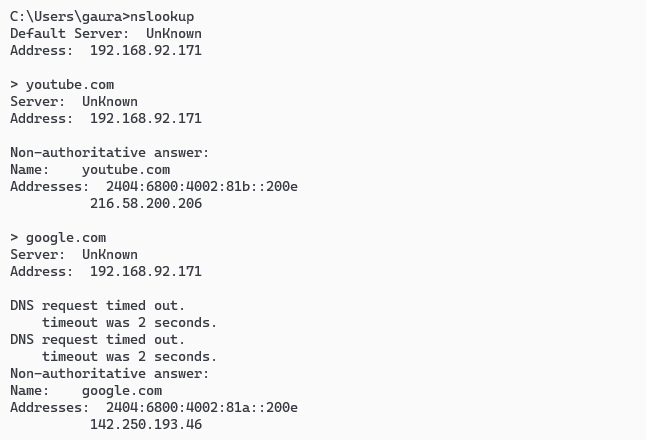 C:\Users\gaura>nslookup
Default Server:  UnKnown
Address:  192.168.92.171

> youtube.com
Server:  UnKnown
Address:  192.168.92.171

Non-authoritative answer:
Name:    youtube.com
Addresses:  2404:6800:4002:81b::200e
          216.58.200.206

> google.com
Server:  UnKnown
Address:  192.168.92.171

DNS request timed out.
    timeout was 2 seconds.
DNS request timed out.
    timeout was 2 seconds.
Non-authoritative answer:
Name:    google.com
Addresses:  2404:6800:4002:81a::200e
          142.250.193.46